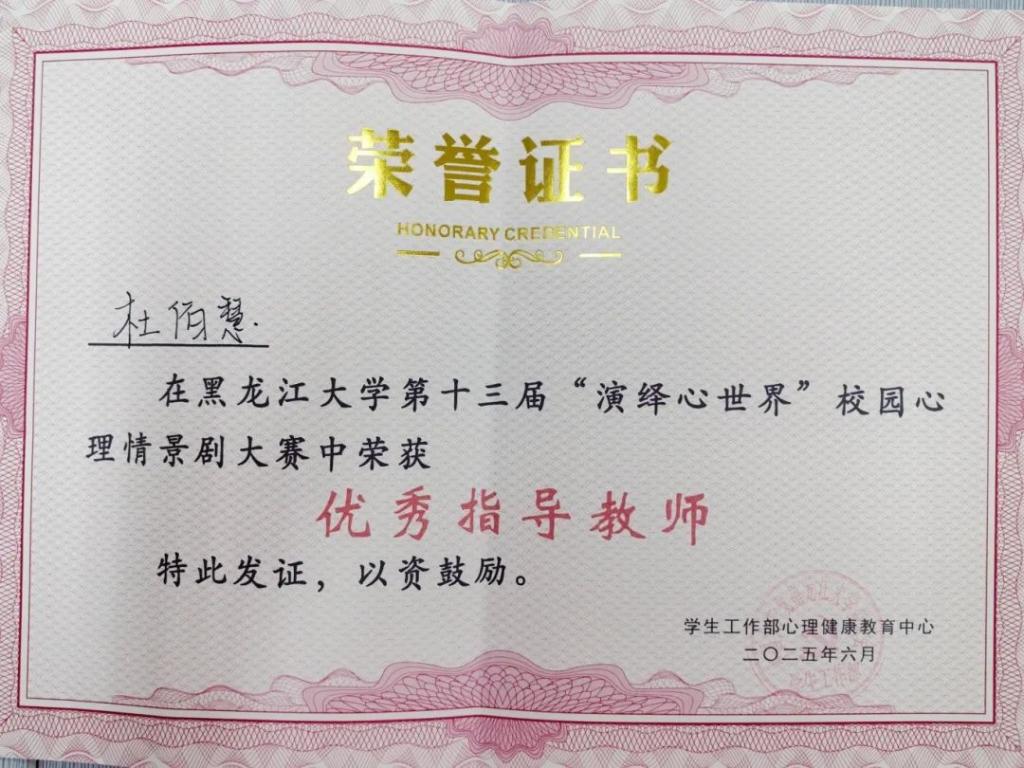 荣誉证书
HONORARY CREDENTIAL
杜佰慧.
在黑龙江大学第十三届“演绎心世界”校园心
理情景剧大赛中荣获
优秀指导教师
特此发证，以资鼓励。
学生工作部心理健康教育中心
二〇二五年六月